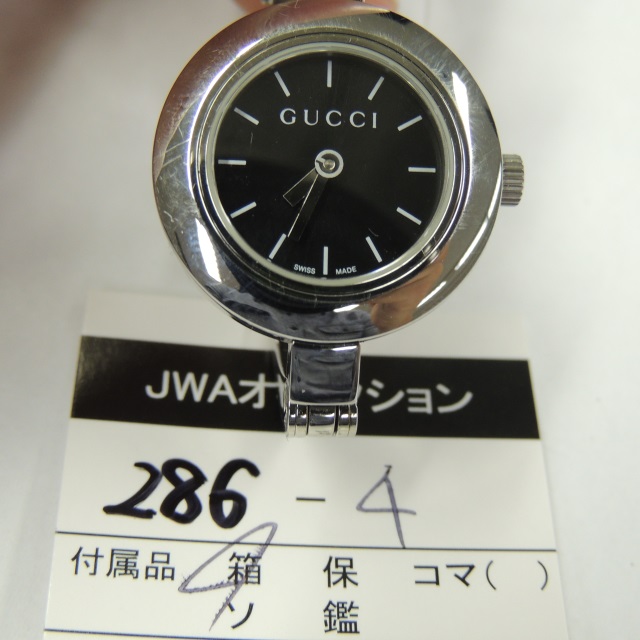 GUCCI
SWISS MADE
JWAオ ション
286 - 4
付属品 箱 保 コマ( )
ソ 鑑